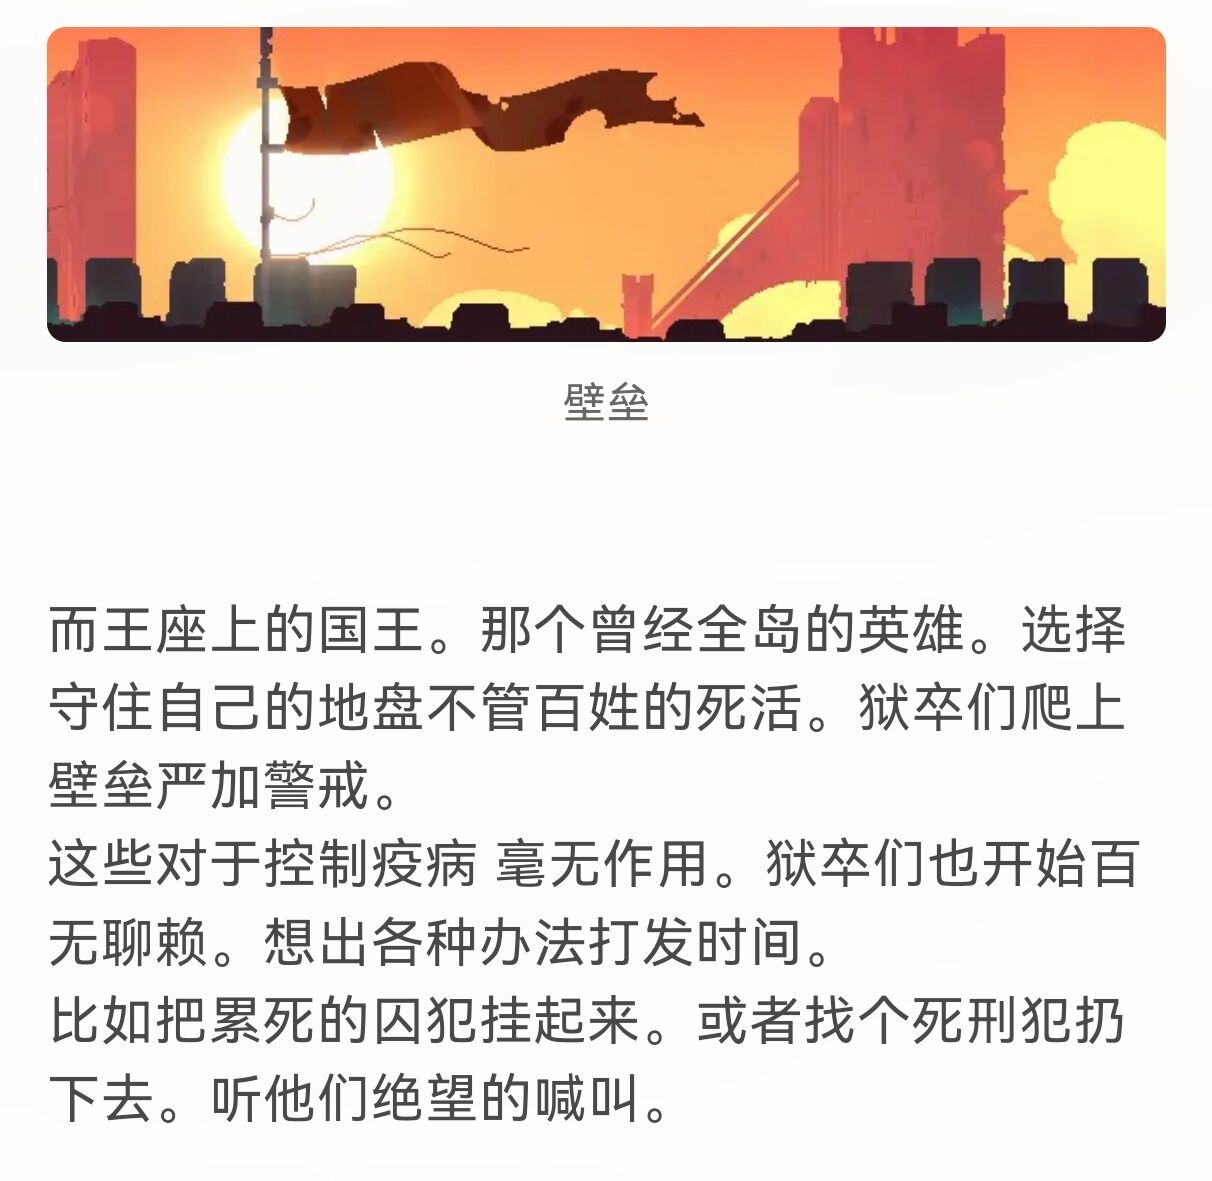 壁垒
而王座上的国王。那个曾经全岛的英雄。选择
守住自己的地盘不管百姓的死活。狱卒们爬上
壁垒严加警戒。
这些对于控制疫病 毫无作用。狱卒们也开始百
无聊赖。想出各种办法打发时间。
比如把累死的囚犯挂起来。或者找个死刑犯扔
下去。听他们绝望的喊叫。